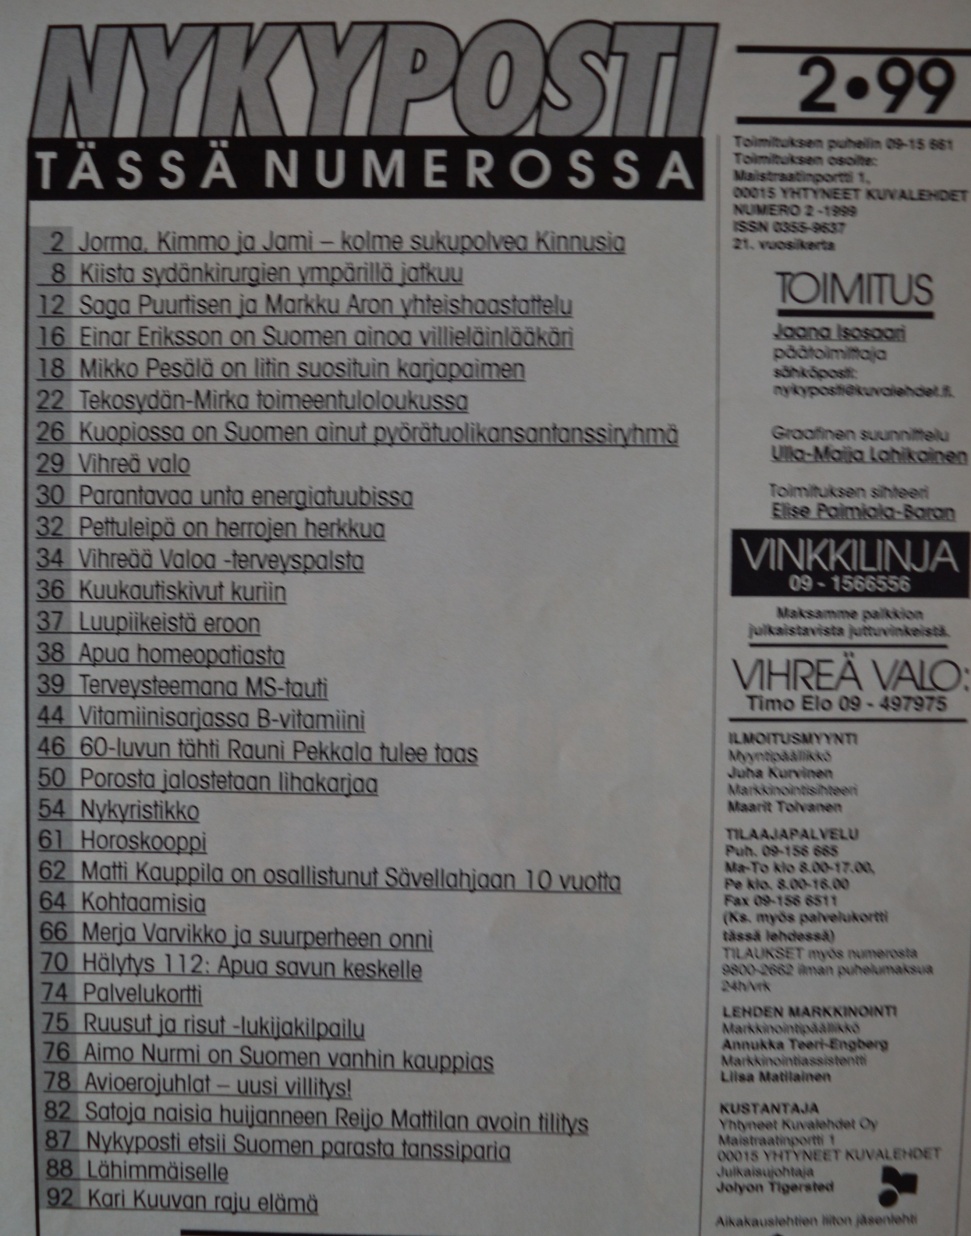 NYKYPOSTI
TÄSSÄ NUMEROSSA
2 Jorma, Kimmo ja Jami – kolme sukupolvea Kinnusia
8 Kiista sydänkirurgien ympärillä jatkuu
12 Saga Puurtisen ja Markku Aron yhteishaastattelu
16 Einar Eriksson on Suomen ainoa villieläinlääkäri
18 Mikko Pesälä on Iitin suosituin karjapaimen
22 Tekosydän-Mirka toimeentuloloukussa
26 Kuopiossa on Suomen ainut pyörätuolikansantanssiryhmä
29 Vihreä valo
30 Parantavaa unta energiatuubissa
32 Pettuleipä on herrojen herkkua
34 Vihreää Valoa -terveyspalsta
36 Kuukautiskivut kuriin
37 Luupiikeistä eroon
38 Apua homeopatiasta
39 Terveysteemana MS-tauti
44 Vitamiinisarjassa B-vitamiini
46 60-luvun tähti Rauni Pekkala tulee taas
50 Porosta jalostetaan lihakarjaa
54 Nykyristikko
61 Horoskooppi
62 Matti Kauppila on osallistunut Sävellahjaan 10 vuotta
64 Kohtaamisia
66 Merja Varvikko ja suurperheen onni
70 Hälytys 112: Apua savun keskelle
74 Palvelukortti
75 Ruusut ja risut -lukijakilpailu
76 Aimo Nurmi on Suomen vanhin kauppias
78 Avioerojuhlat – uusi villitys!
82 Satoja naisia huijanneen Reijo Mattilan avoin tilitys
87 Nykyposti etsii Suomen parasta tanssiparia
88 Lähimmäiselle
92 Kari Kuuvan raju elämä
2•99
Toimituksen puhelin 09-15 661
Toimituksen osoite:
Maistraatinportti 1,
00015 YHTYNEET KUVALEHDET
NUMERO 2 -1999
ISSN 0355-9637
21. vuosikerta
TOIMITUS
Jaana Isosaari
päätoimittaja
sähköposti:
nykyposti@kuvalehdet.fi.
Graafinen suunnittelu
Ulla-Maija Lahikainen
Toimituksen sihteeri
Elise Palmiala-Baran
VINKKILINJA
09 - 1566556
Maksamme palkkion
julkaistavista juttuvinkeistä.
VIHREÄ VALO:
Timo Elo 09 - 497975
ILMOITUSMYYNTI
Myyntipäällikkö
Juha Kurvinen
Markkinointisihteeri
Maarit Tolvanen
TILAAJAPALVELU
Puh. 09-156 665
Ma-To klo 8.00-17.00,
Pe klo. 8.00-16.00
Fax 09-156 6511
(Ks. myös palvelukortti
tässä lehdessä)
TILAUKSET myös numerosta
9800-2662 ilman puhelumaksua
24h/vrk
LEHDEN MARKKINOINTI
Markkinointipäällikkö
Annukka Teeri-Engberg
Markkinointiassistentti
Liisa Matilainen
KUSTANTAJA
Yhtyneet Kuvalehdet Oy
Maistraatinportti 1
00015 YHTYNEET KUVALEHDET
Julkaisujohtaja
Jolyon Tigersted
Aikakauslehtien liiton jäsenlehti